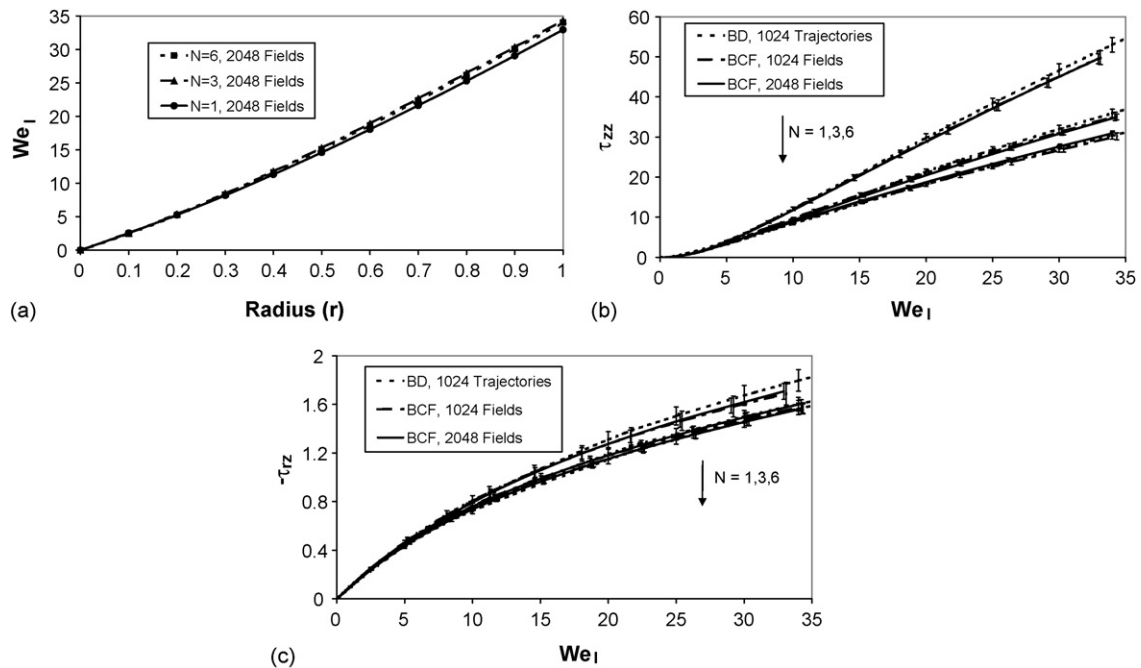 35
30
25
20
15
10
5
0
We_l
N=6, 2048 Fields
N=3, 2048 Fields
N=1, 2048 Fields
0 0.1 0.2 0.3 0.4 0.5 0.6 0.7 0.8 0.9 1
(a) Radius (r)
60
50
40
30
20
10
0
τ_zz
BD, 1024 Trajectories
BCF, 1024 Fields
BCF, 2048 Fields
N = 1,3,6
0 5 10 15 20 25 30 35
(b) We_l
2
1.6
1.2
0.8
0.4
0
-τ_rz
BD, 1024 Trajectories
BCF, 1024 Fields
BCF, 2048 Fields
N = 1,3,6
0 5 10 15 20 25 30 35
(c) We_l